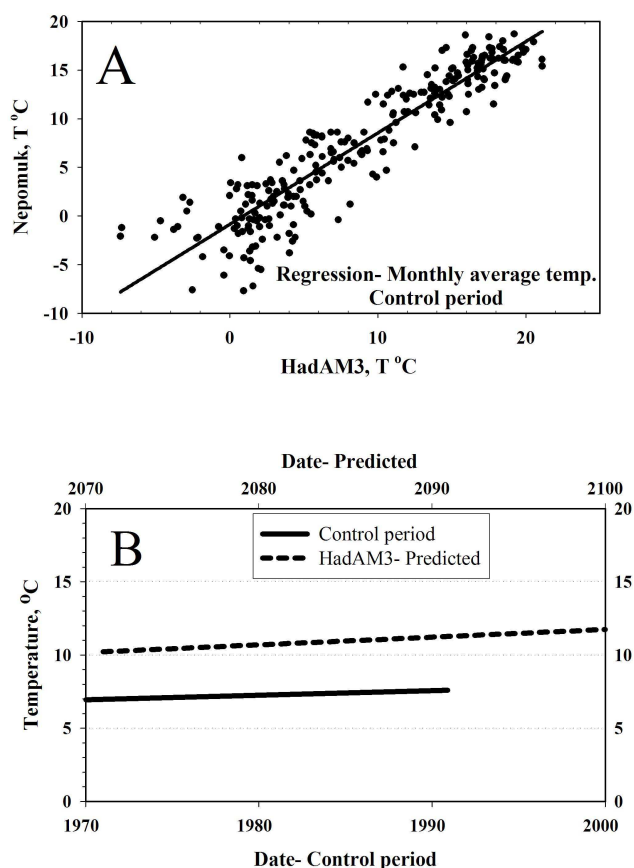 20
15
10
5
0
-5
-10
A
Nepomuk, T °C
Regression- Monthly average temp.
Control period
-10 0 10 20
HadAM3, T °C
Date- Predicted
2070 2080 2090 2100
B
Control period
HadAM3- Predicted
20 20
15 15
10 10
5 5
0 0
Temperature, °C
1970 1980 1990 2000
Date- Control period